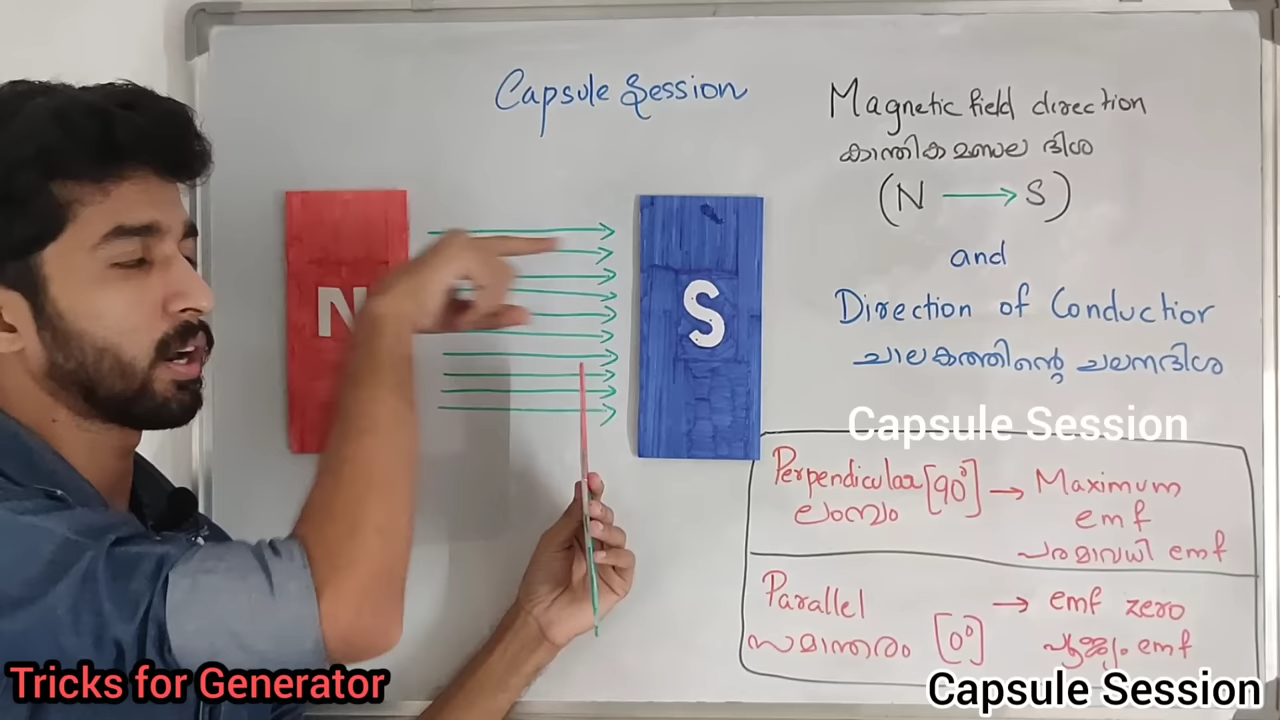 Capsule Session
Magnetic field direction
കാന്തിക മണ്ഡല ദിശ
(N → S)
and
Direction of Conductior
ചാലകത്തിന്റെ ചലനദിശ
N
S
Capsule Session
Perpendicular [90°] → Maximum
ലംബം
emf
പരമാവധി emf
Parallel
→ emf zero
സമാന്തരം [0°]
പൂജ്യം emf
Tricks for Generator
Capsule Session